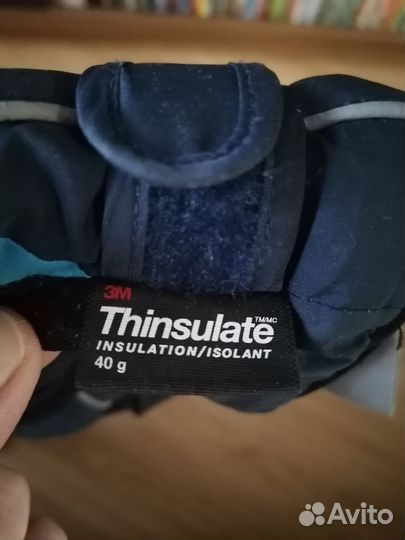 3M
Thinsulate TM/MC
INSULATION/ISOLANT
40 g
Avito